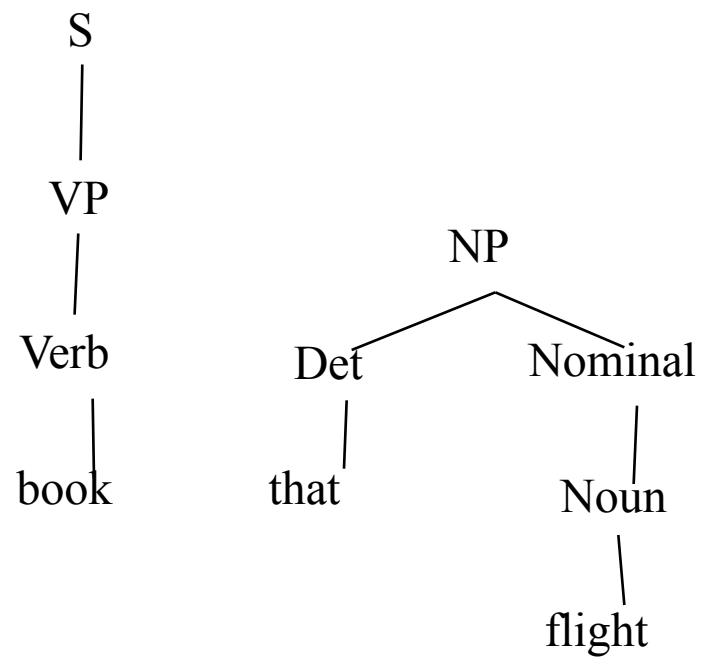 S
VP
NP
Verb
Det Nominal
book
that
Noun
flight